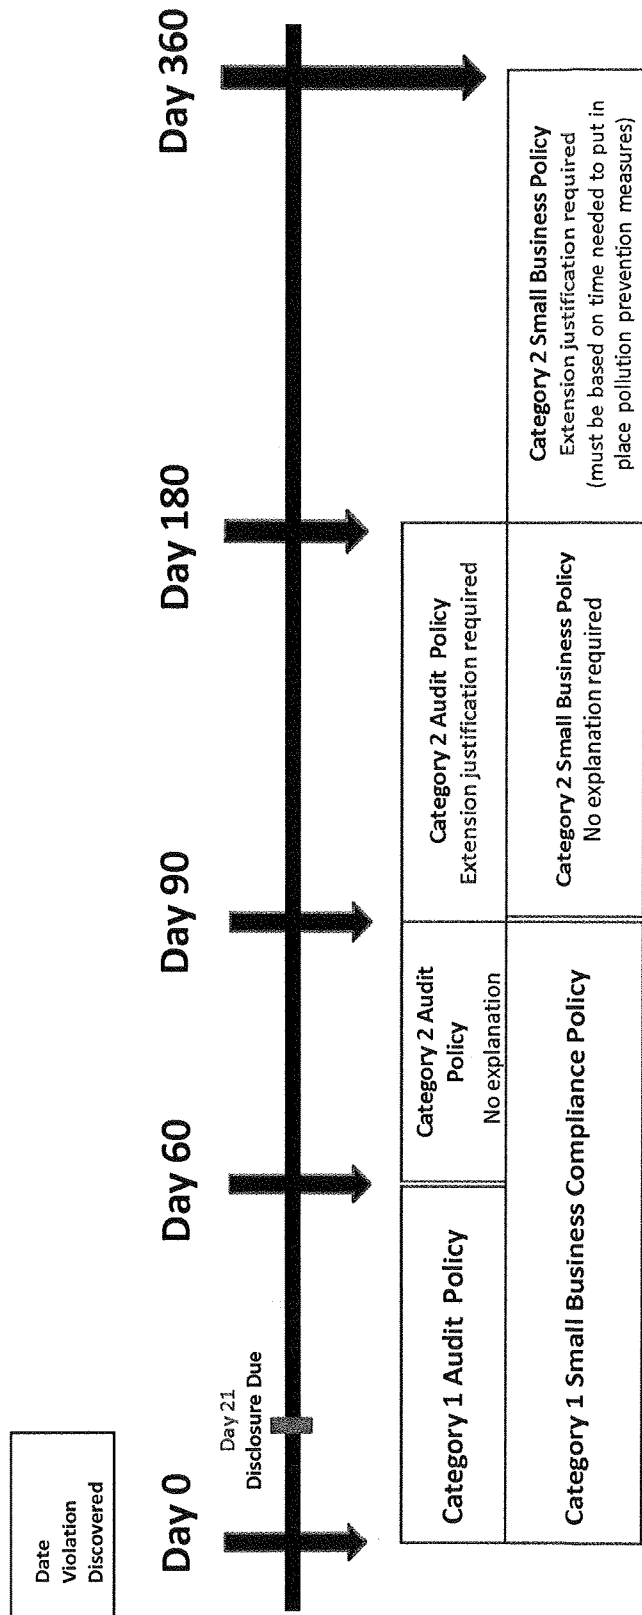 Date
Violation
Discovered
Day 0
Day 60
Day 90
Day 180
Day 360
Day 21
Disclosure Due
Category 1 Audit Policy
Category 2 Audit
Policy
No explanation
Category 2 Audit Policy
Extension justification required
Category 1 Small Business Compliance Policy
Category 2 Small Business Policy
No explanation required
Category 2 Small Business Policy
Extension justification required
(must be based on time needed to put in
place pollution prevention measures)